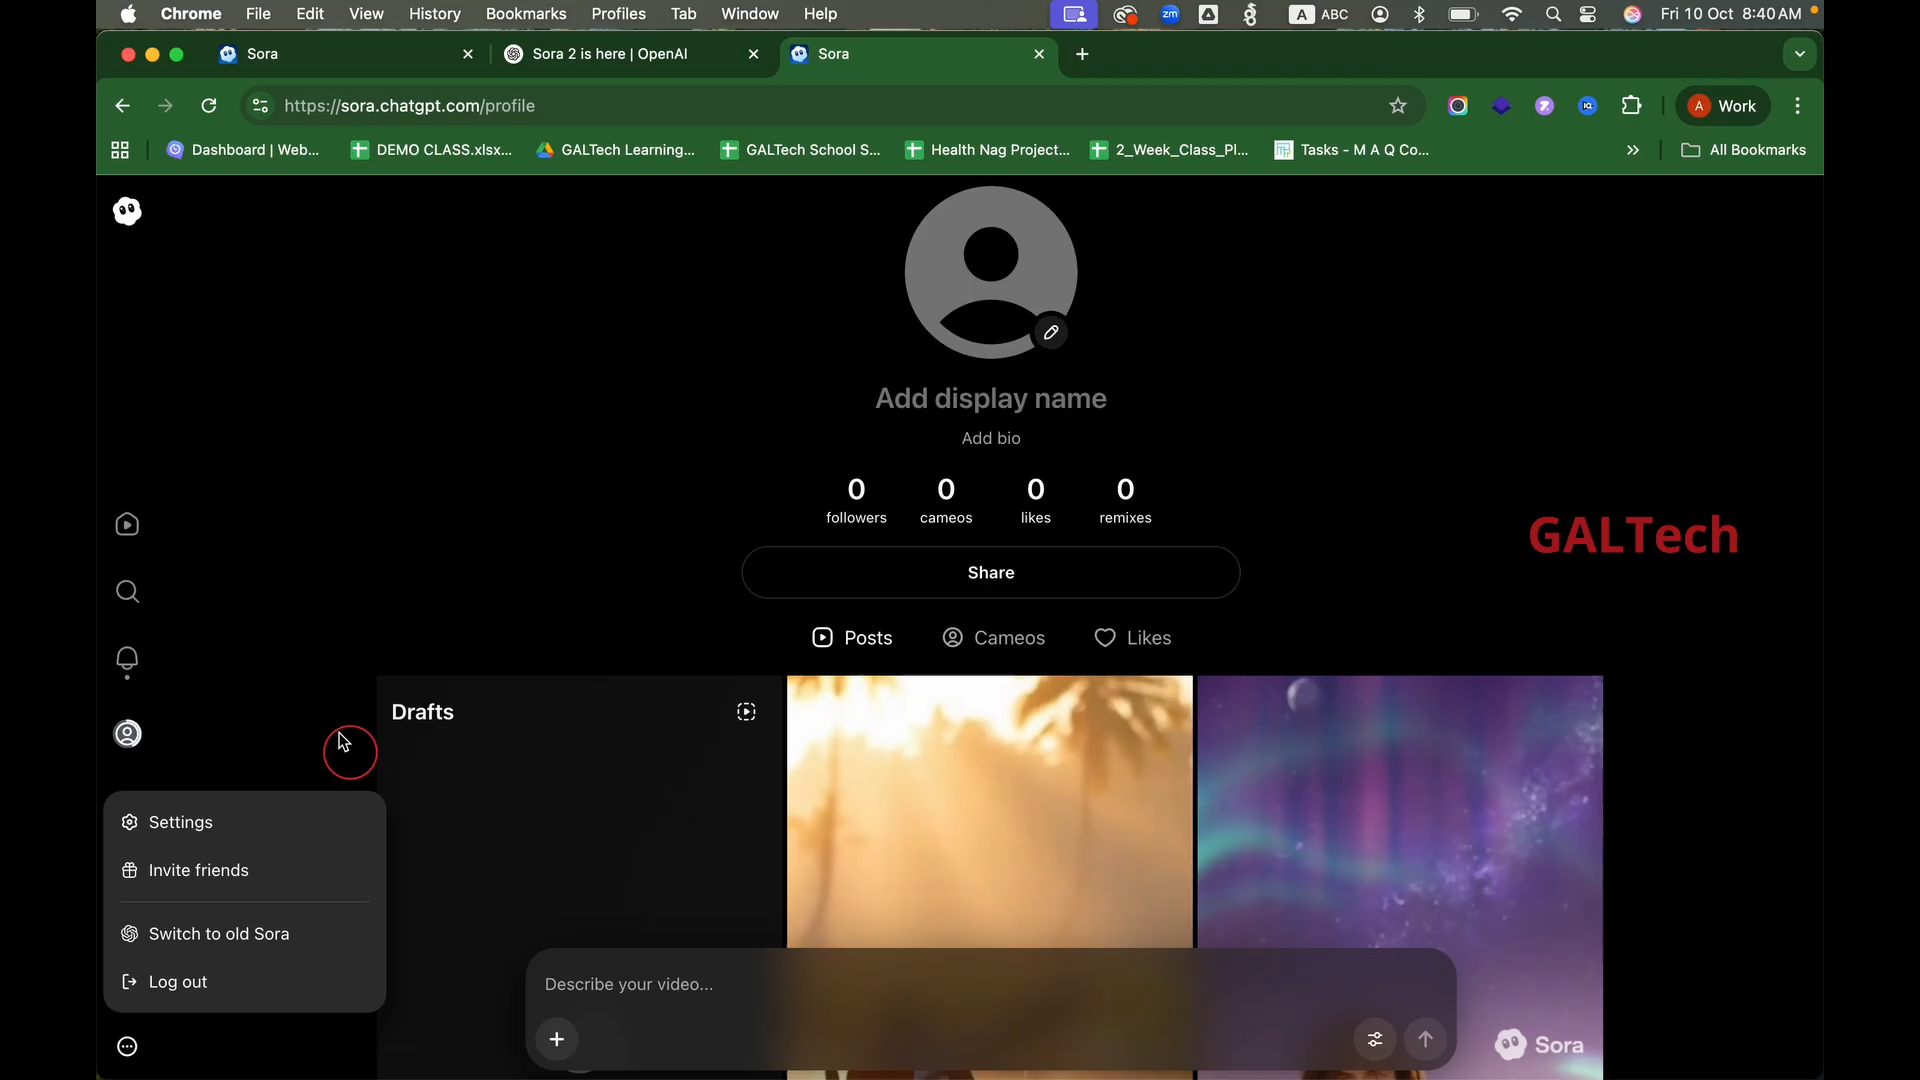 Chrome File Edit View History Bookmarks Profiles Tab Window Help zm A ABC Fri 10 Oct 8:40 AM
Sora Sora 2 is here | OpenAI Sora
https://sora.chatgpt.com/profile A Work
Dashboard | Web... DEMO CLASS.xlsx... GALTech Learning... GALTech School S... Health Nag Project... 2_Week_Class_Pl... Tasks - M A Q Co... All Bookmarks
Add display name
Add bio
0 0 0 0
followers cameos likes remixes
GALTech
Share
Posts Cameos Likes
Drafts
Settings
Invite friends
Switch to old Sora
Log out
Describe your video...
Sora